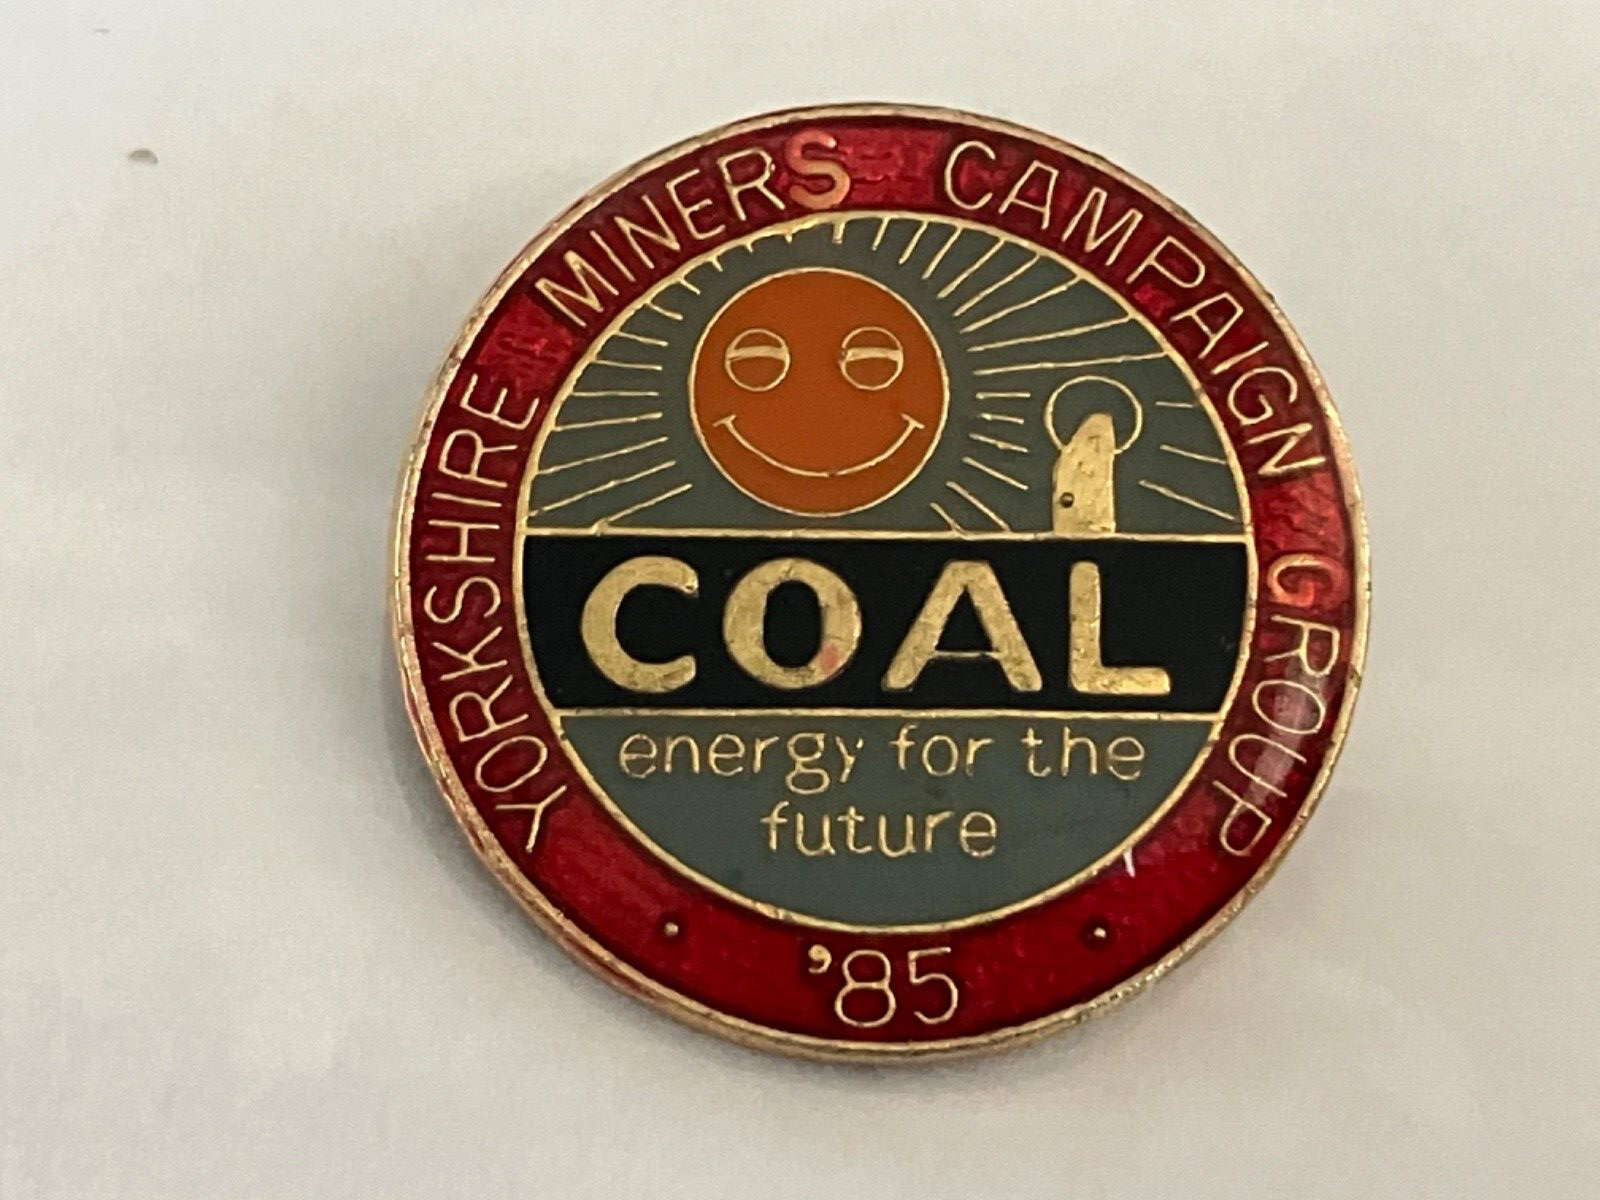 YORKSHIRE MINERS CAMPAIGN GROUP
COAL
energy for the
future
'85